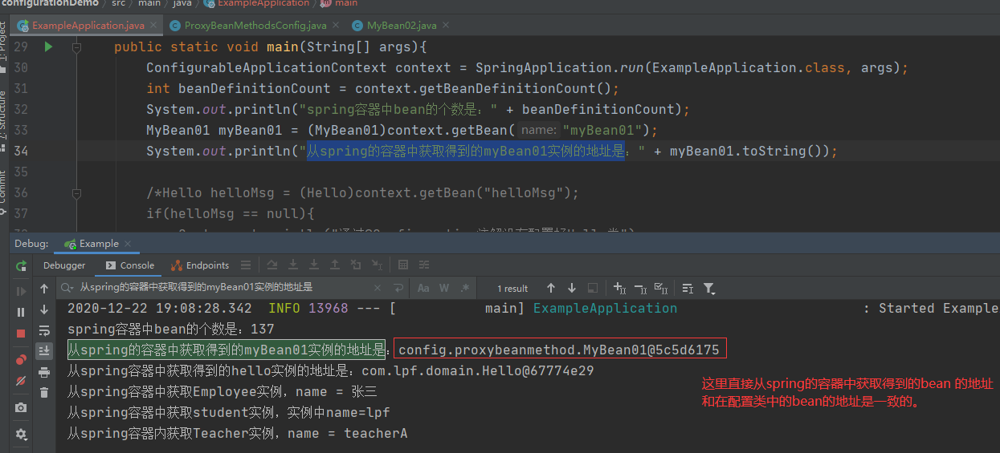 configurationDemo › src › main › java › ExampleApplication › main
ExampleApplication.java × ProxyBeanMethodsConfig.java × MyBean02.java ×
1: Project
7: Structure
Commit
29 public static void main(String[] args){
30 ConfigurableApplicationContext context = SpringApplication.run(ExampleApplication.class, args);
31 int beanDefinitionCount = context.getBeanDefinitionCount();
32 System.out.println("spring容器中bean的个数是：" + beanDefinitionCount);
33 MyBean01 myBean01 = (MyBean01)context.getBean( name: "myBean01");
34 System.out.println("从spring的容器中获取得到的myBean01实例的地址是：" + myBean01.toString());
35
36 /*Hello helloMsg = (Hello)context.getBean("helloMsg");
37 if(helloMsg == null){
Debug: Example ×
Debugger Console Endpoints
从spring的容器中获取得到的myBean01实例的地址是 × Aa W .* 1 result
2020-12-22 19:08:28.342 INFO 13968 --- [ main] ExampleApplication : Started Example
spring容器中bean的个数是：137
从spring的容器中获取得到的myBean01实例的地址是：config.proxybeanmethod.MyBean01@5c5d6175
从spring容器中获取得到的hello实例的地址是：com.lpf.domain.Hello@67774e29
从spring容器中获取Employee实例，name = 张三
从spring容器中获取student实例，实例中name=lpf
从spring容器内获取Teacher实例，name = teacherA
这里直接从spring的容器中获取得到的bean 的地址
和在配置类中的bean的地址是一致的。